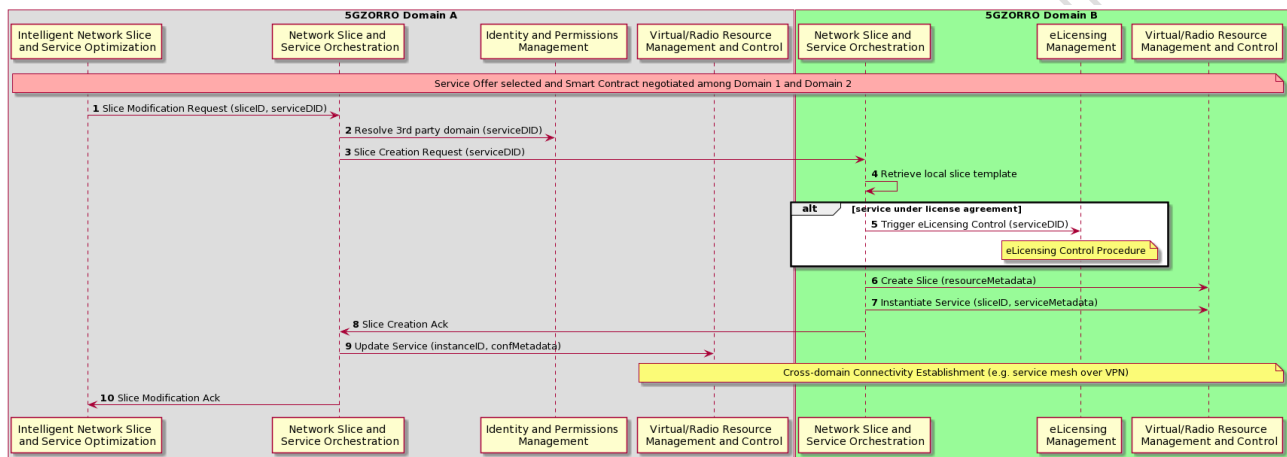 5GZORRO Domain A
5GZORRO Domain B
Intelligent Network Slice
and Service Optimization
Network Slice and
Service Orchestration
Identity and Permissions
Management
Virtual/Radio Resource
Management and Control
Network Slice and
Service Orchestration
eLicensing
Management
Virtual/Radio Resource
Management and Control
Service Offer selected and Smart Contract negotiated among Domain 1 and Domain 2
1 Slice Modification Request (sliceID, serviceDID)
2 Resolve 3rd party domain (serviceDID)
3 Slice Creation Request (serviceDID)
4 Retrieve local slice template
alt [service under license agreement]
5 Trigger eLicensing Control (serviceDID)
eLicensing Control Procedure
6 Create Slice (resourceMetadata)
7 Instantiate Service (sliceID, serviceMetadata)
8 Slice Creation Ack
9 Update Service (instanceID, confMetadata)
Cross-domain Connectivity Establishment (e.g. service mesh over VPN)
10 Slice Modification Ack
Intelligent Network Slice
and Service Optimization
Network Slice and
Service Orchestration
Identity and Permissions
Management
Virtual/Radio Resource
Management and Control
Network Slice and
Service Orchestration
eLicensing
Management
Virtual/Radio Resource
Management and Control